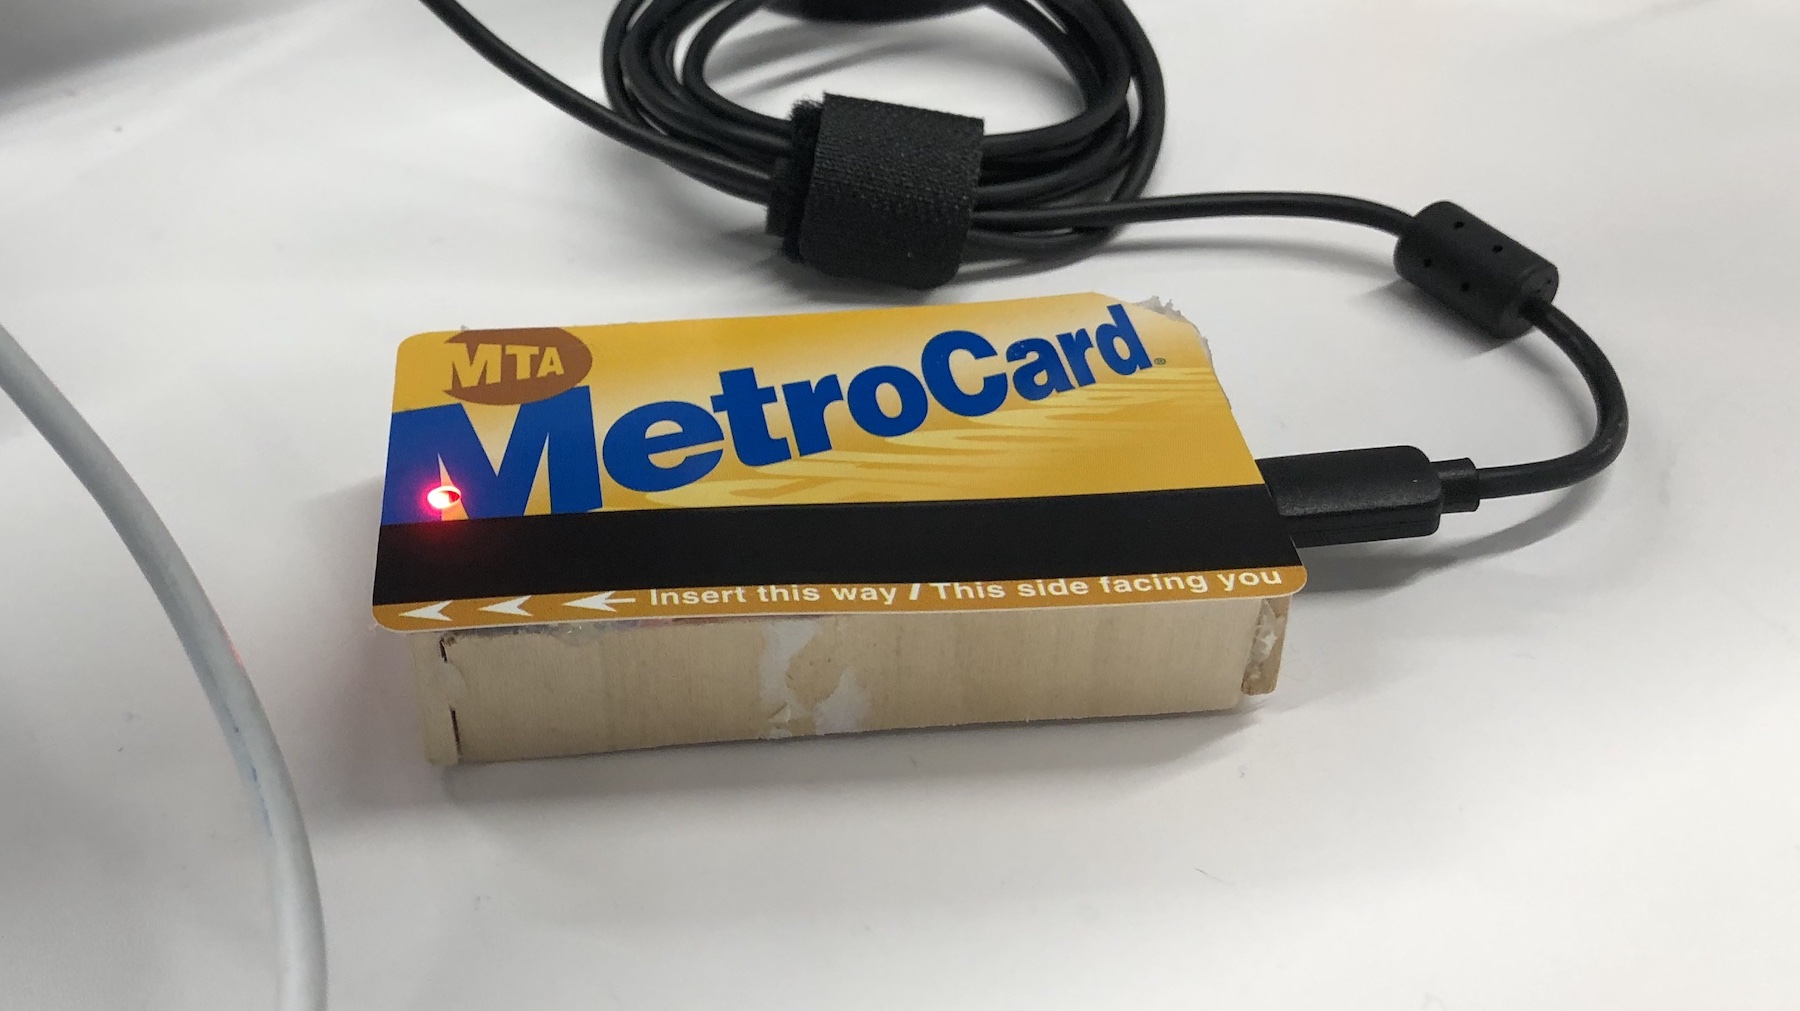 MTA
MetroCard®
Insert this way / This side facing you